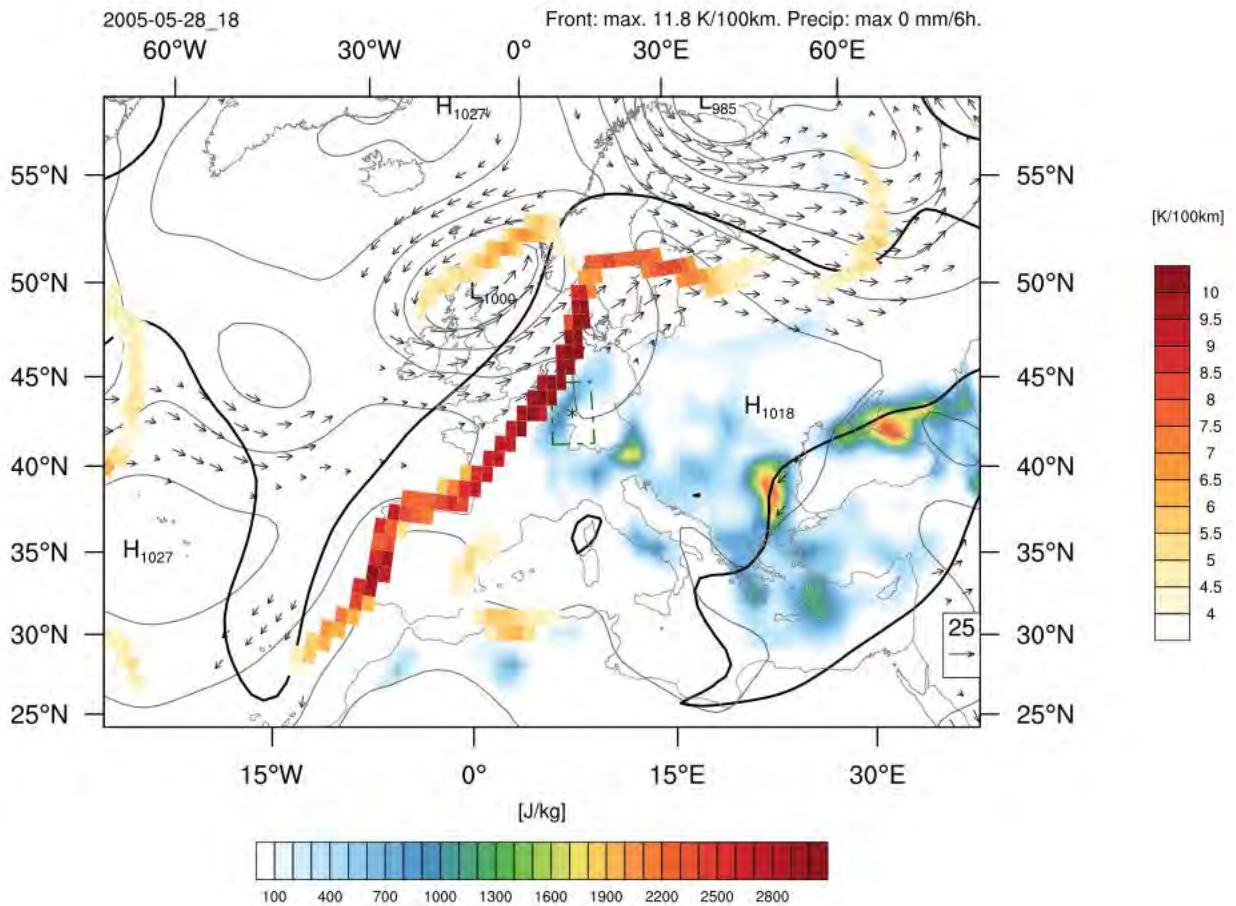 2005-05-28_18 Front: max. 11.8 K/100km. Precip: max 0 mm/6h.
60°W 30°W 0° 30°E 60°E
H1027 L985
55°N 55°N
[K/100km]
50°N 50°N
L1000
10
9.5
9
8.5
8
7.5
7
6.5
6
5.5
5
4.5
4
45°N 45°N
H1018
40°N 40°N
H1027
35°N 35°N
30°N 30°N
25
25°N 25°N
15°W 0° 15°E 30°E
[J/kg]
100 400 700 1000 1300 1600 1900 2200 2500 2800